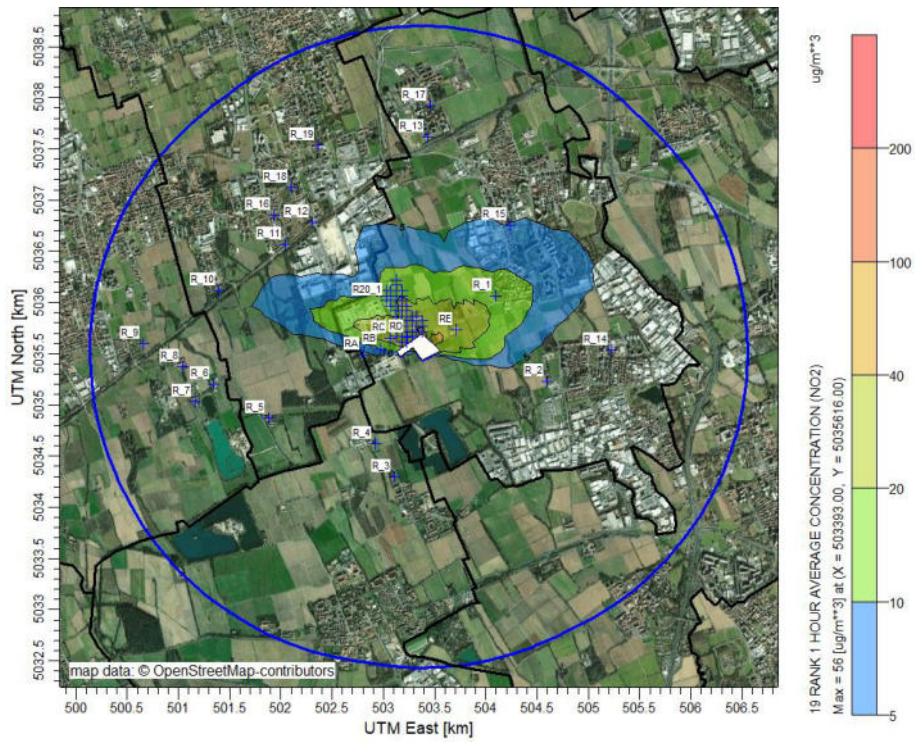 5038.5
5038
5037.5
5037
5036.5
5036
5035.5
5035
5034.5
5034
5033.5
5033
5032.5
UTM North [km]
R_17
R_13
R_19
R_18
R_16
R_12
R_11
R_15
R_10
R20_1
R_1
RC
RD
RE
RB
RA
R_9
R_8
R_6
R_7
R_14
R_2
R_5
R_4
R_3
map data: © OpenStreetMap-contributors
500 500.5 501 501.5 502 502.5 503 503.5 504 504.5 505 505.5 506 506.5
UTM East [km]
19 RANK 1 HOUR AVERAGE CONCENTRATION (NO2)
Max = 56 [ug/m**3] at (X = 503393.00, Y = 5035616.00)
ug/m**3
200
100
40
20
10
5